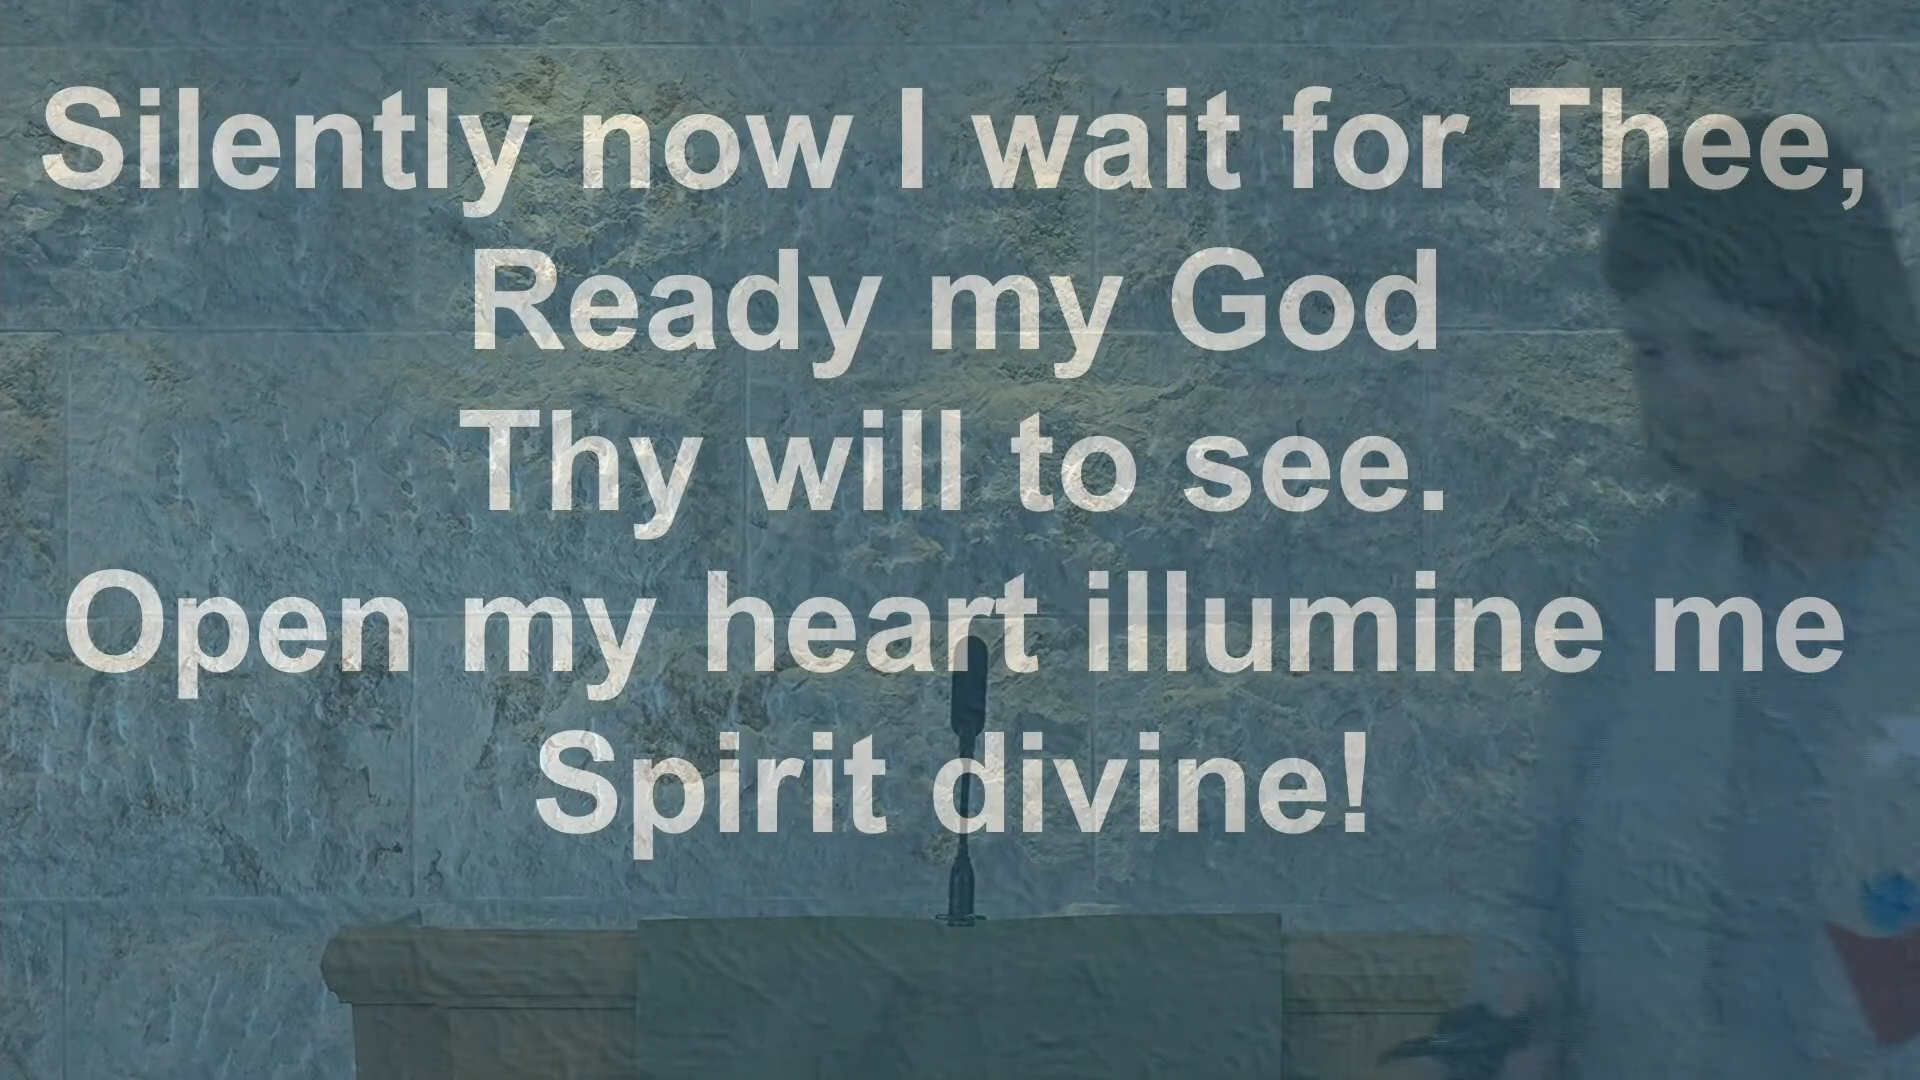 Silently now I wait for Thee,
Ready my God
Thy will to see.
Open my heart illumine me
Spirit divine!